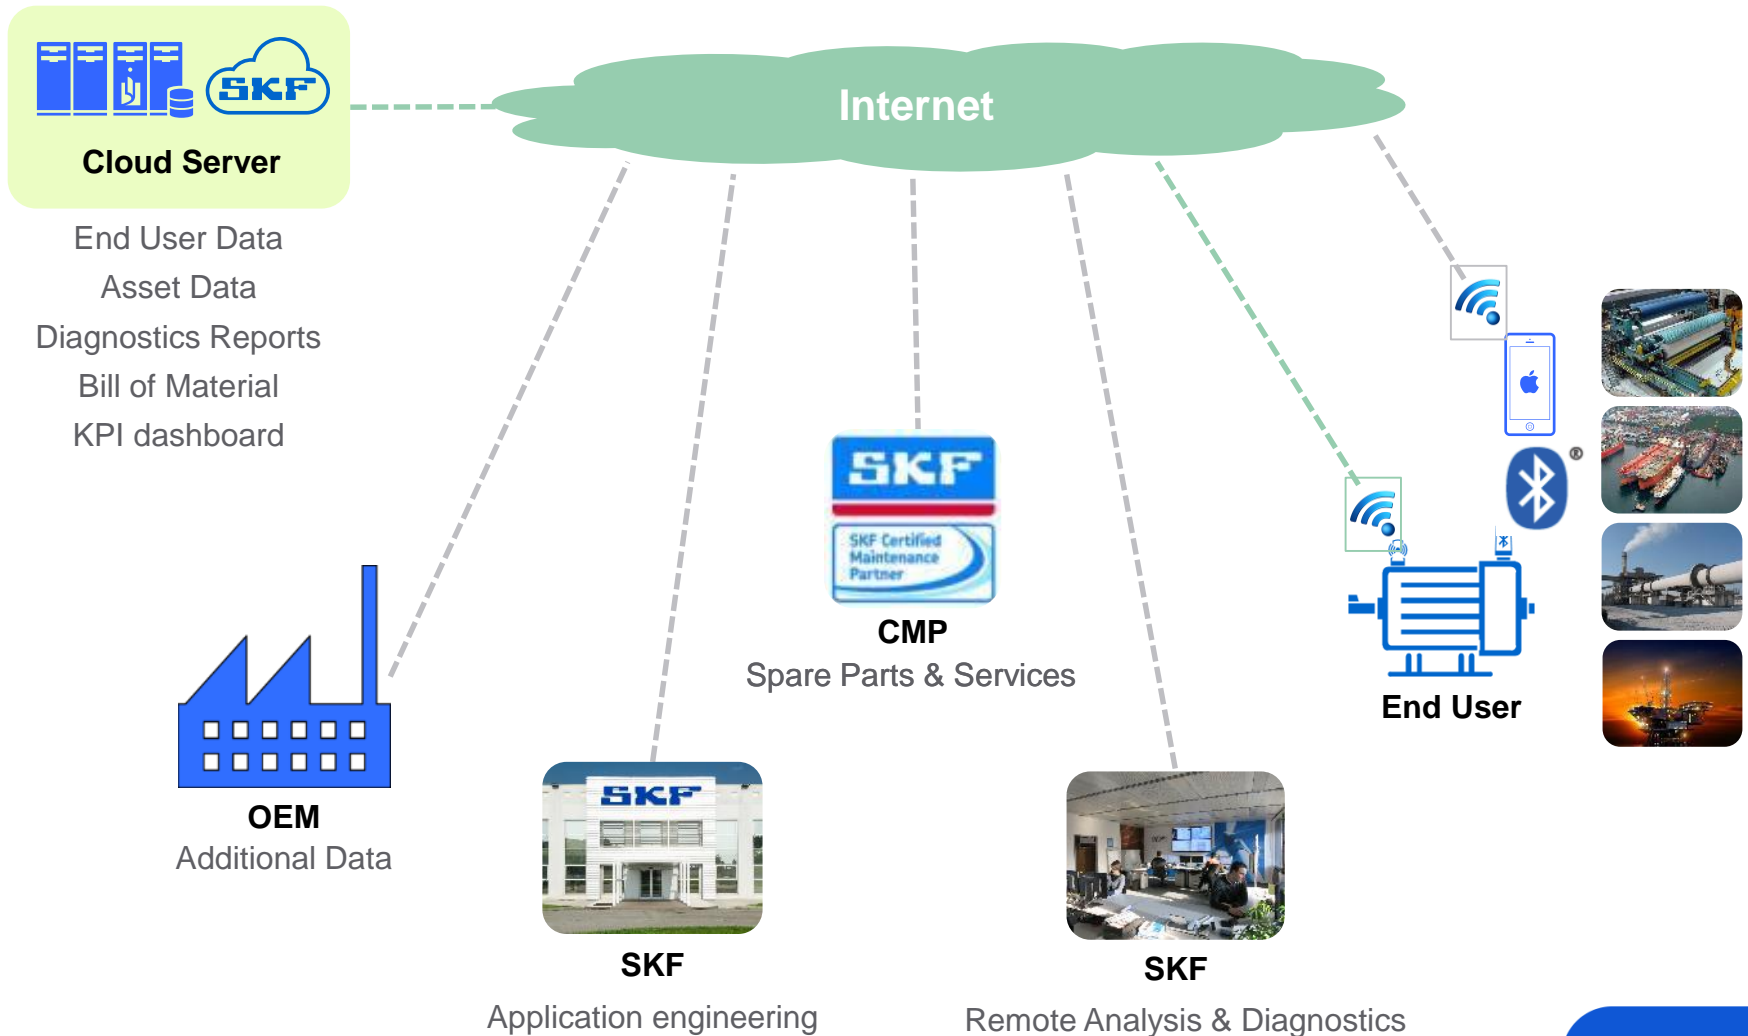 SKF
Internet
Cloud Server
End User Data
Asset Data
Diagnostics Reports
Bill of Material
KPI dashboard
SKF
SKF Certified
Maintenance
Partner
®
CMP
Spare Parts & Services
End User
OEM
Additional Data
SKF
SKF
Application engineering
SKF
Remote Analysis & Diagnostics